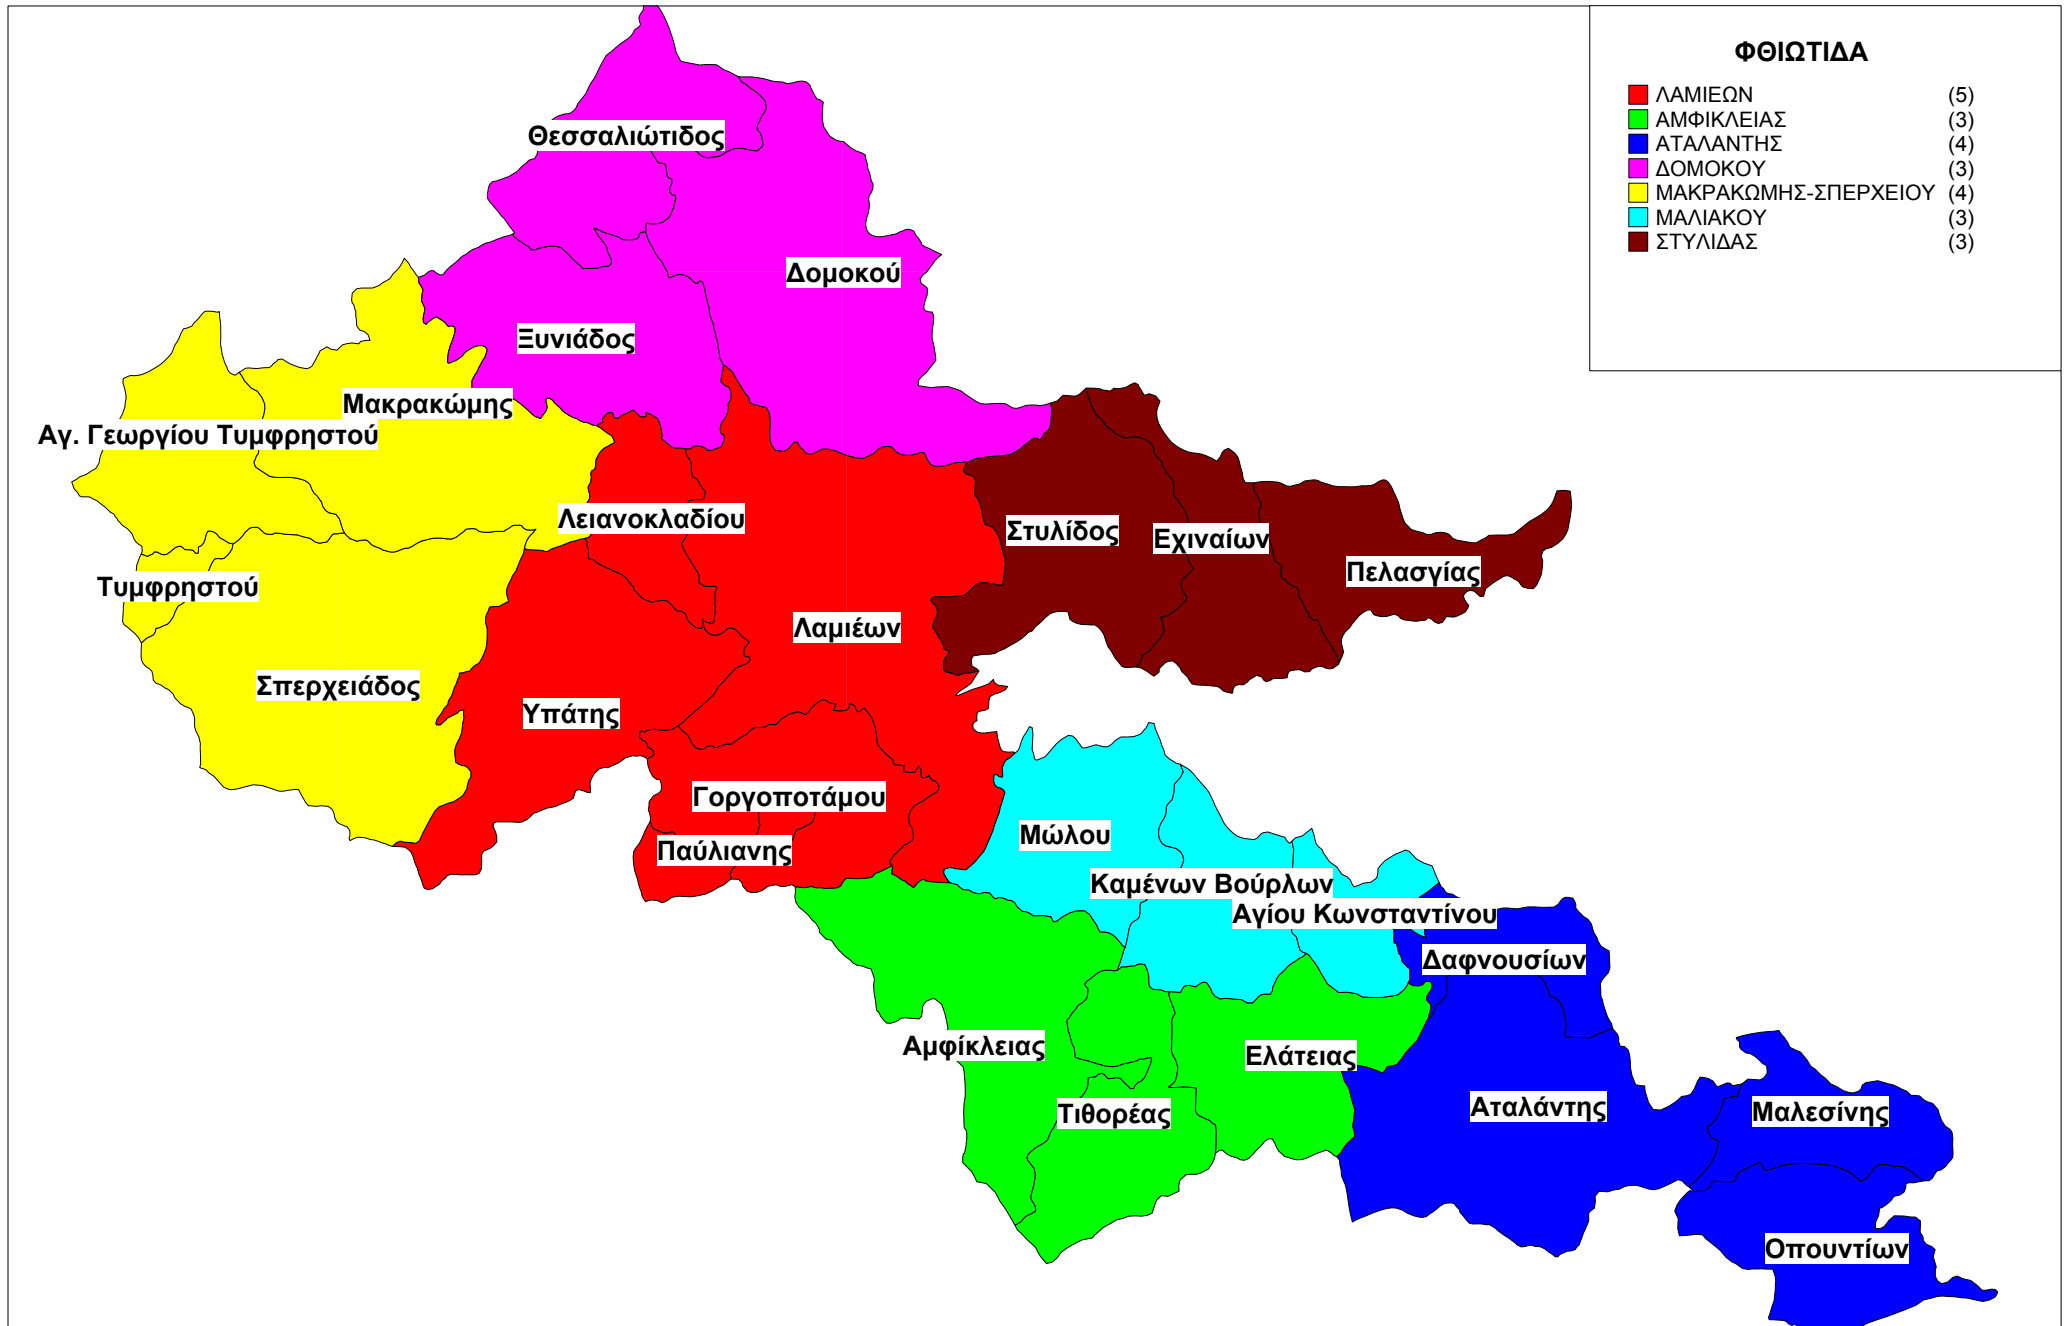 ΦΘΙΩΤΙΔΑ
ΛΑΜΙΕΩΝ (5)
ΑΜΦΙΚΛΕΙΑΣ (3)
ΑΤΑΛΑΝΤΗΣ (4)
ΔΟΜΟΚΟΥ (3)
ΜΑΚΡΑΚΩΜΗΣ-ΣΠΕΡΧΕΙΟΥ (4)
ΜΑΛΙΑΚΟΥ (3)
ΣΤΥΛΙΔΑΣ (3)
Θεσσαλιώτιδος
Δομοκού
Ξυνιάδος
Μακρακώμης
Αγ. Γεωργίου Τυμφρηστού
Λειανοκλαδίου
Στυλίδος
Εχιναίων
Πελασγίας
Τυμφρηστού
Λαμιέων
Σπερχειάδος
Υπάτης
Γοργοποτάμου
Μώλου
Παύλιανης
Καμένων Βούρλων
Αγίου Κωνσταντίνου
Δαφνουσίων
Αμφίκλειας
Ελάτειας
Τιθορέας
Αταλάντης
Μαλεσίνης
Οπουντίων